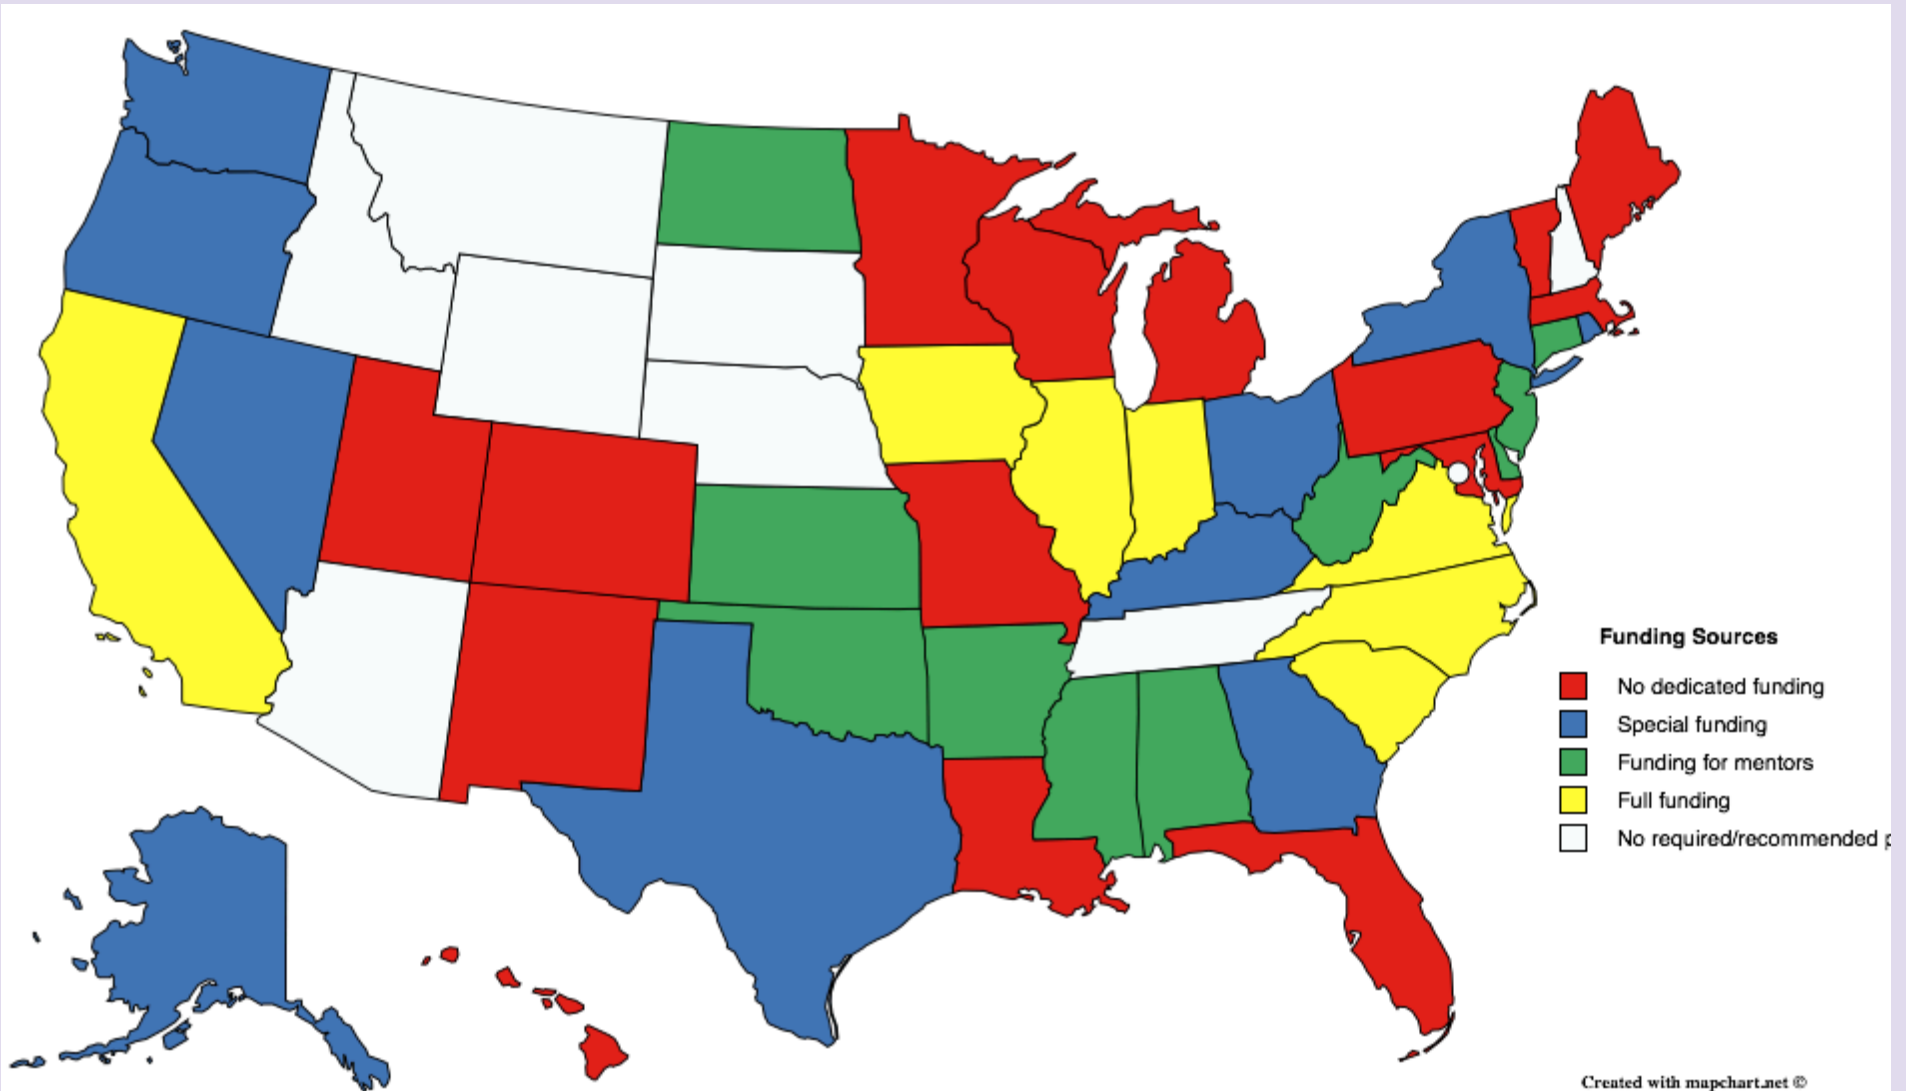 Funding Sources
No dedicated funding
Special funding
Funding for mentors
Full funding
No required/recommended
Created with mapchart.net ©